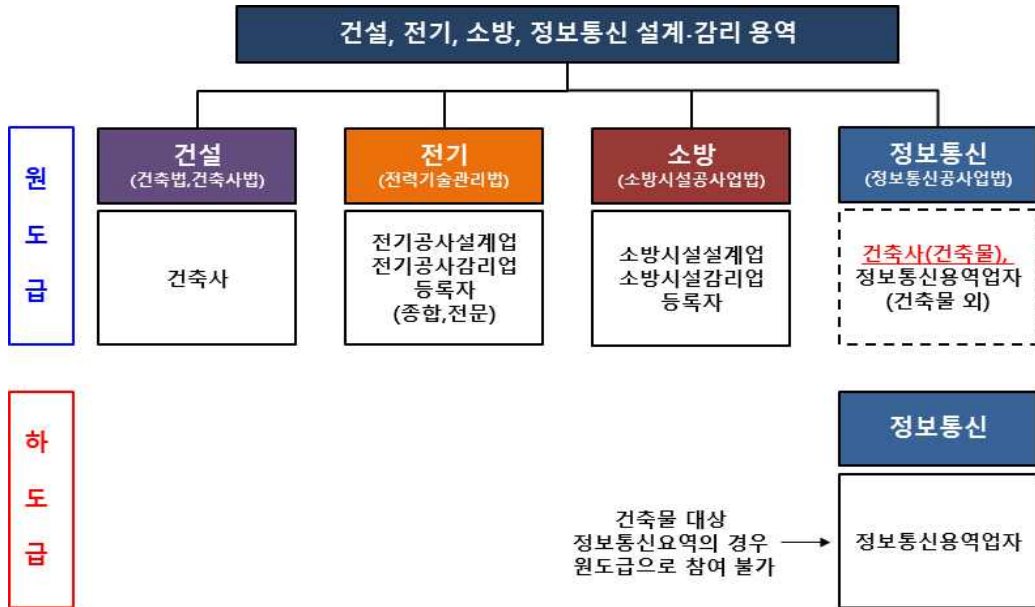 건설, 전기, 소방, 정보통신 설계·감리 용역
원
도
급
건설
(건축법,건축사법)
건축사
전기
(전력기술관리법)
전기공사설계업
전기공사감리업
등록자
(종합,전문)
소방
(소방시설공사업법)
소방시설설계업
소방시설감리업
등록자
정보통신
(정보통신공사업법)
건축사(건축물),
정보통신용역업자
(건축물 외)
하
도
급
건축물 대상
정보통신요역의 경우
원도급으로 참여 불가
정보통신
정보통신용역업자